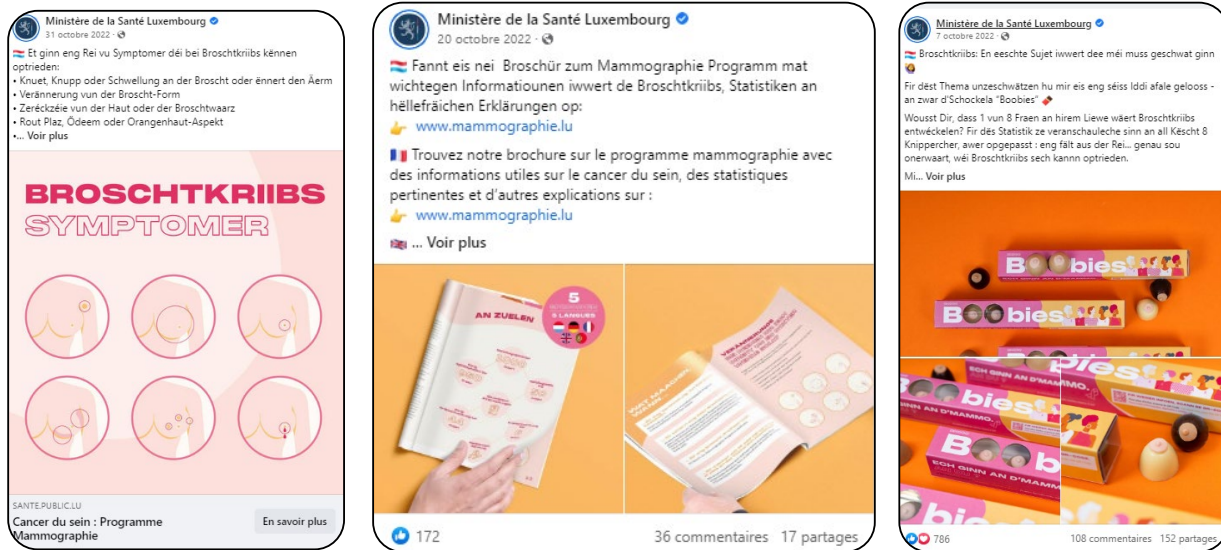 Ministère de la Santé Luxembourg
31 octobre 2022 ·
Et ginn eng Rei vu Symptomer déi bei Broschtkriibs kënnen
optrieden:
• Knuet, Knupp oder Schwellung an der Broscht oder ënnert den Äerm
• Verännerung vun der Broscht-Form
• Zeréckzéie vun der Haut oder der Broschtwaarz
• Rout Plaz, Ödeem oder Orangenhaut-Aspekt
•... Voir plus
BROSCHTKRIIBS
SYMPTOMER
SANTE.PUBLIC.LU
Cancer du sein : Programme
Mammographie
En savoir plus
Ministère de la Santé Luxembourg
20 octobre 2022 ·
Fannt eis nei Broschür zum Mammographie Programm mat
wichtegen Informatiounen iwwert de Broschtkriibs, Statistiken an
hëllefräichen Erklärungen op:
www.mammographie.lu
Trouvez notre brochure sur le programme mammographie avec
des informations utiles sur le cancer du sein, des statistiques
pertinentes et d'autres explications sur :
www.mammographie.lu
... Voir plus
AN ZUELEN
5
5 LANGUES
172
36 commentaires 17 partages
Ministère de la Santé Luxembourg
7 octobre 2022 ·
Broschtkriibs: En eeschte Sujet iwwert dee méi muss geschwat ginn
Fir dëst Thema unzeschwätzen hu mir eis eng séiss Iddi afale gelooss -
an zwar d'Schockela "Boobies"
Wousst Dir, dass 1 vun 8 Fraen an hirem Liewe wäert Broschtkriibs
entwéckelen? Fir dës Statistik ze veranschauleche sinn an all Këscht 8
Knippercher, awer opgepasst : eng fält aus der Rei... genau sou
onerwaart, wéi Broschtkriibs sech kannn optrieden.
Mi... Voir plus
Boobies
Boobies
bies
ECH GINN AN D'MAMMO.
B b
ECH GINN AN D'MAMMO
bies
786
108 commentaires 152 partages